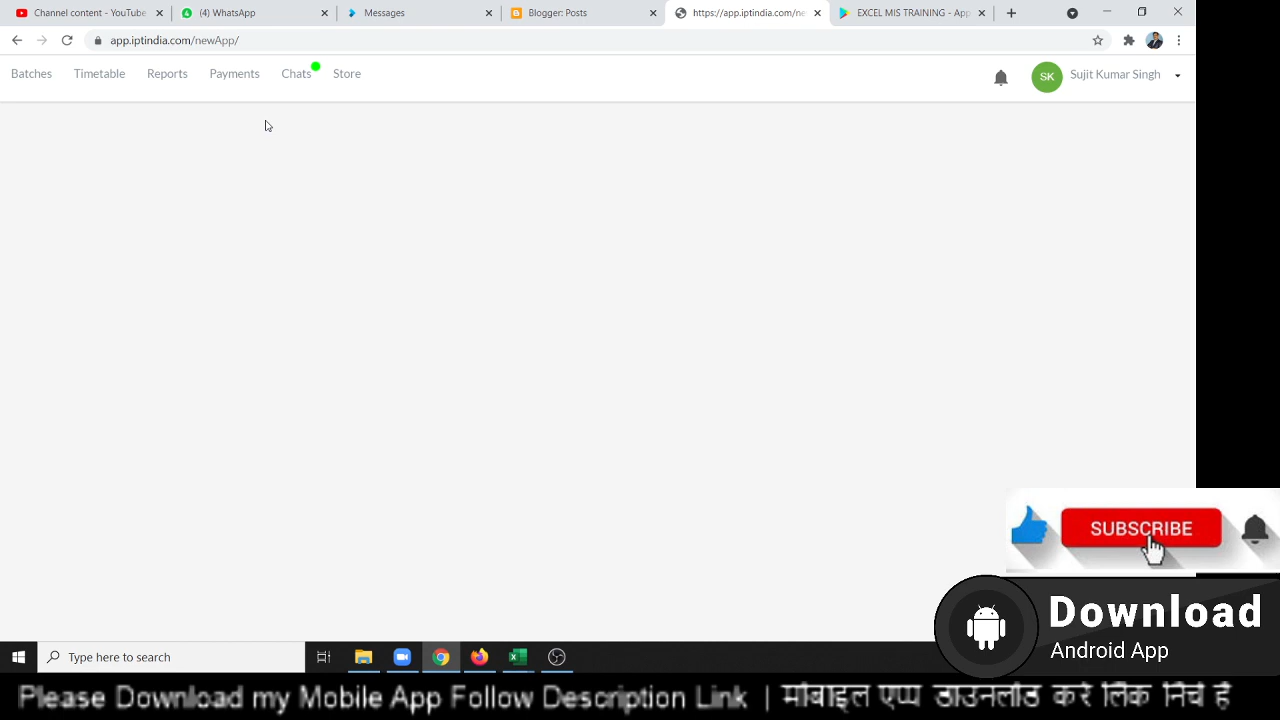 Channel content - YouTube
(4) WhatsApp
Messages
Blogger: Posts
https://app.iptindia.com/ne
EXCEL MIS TRAINING - App
app.iptindia.com/newApp/
Batches
Timetable
Reports
Payments
Chats
Store
SK
Sujit Kumar Singh
SUBSCRIBE
Download
Android App
Type here to search
Please Download my Mobile App Follow Description Link | मोबाइल एप्प डाउनलोड करे लिंक निचे है